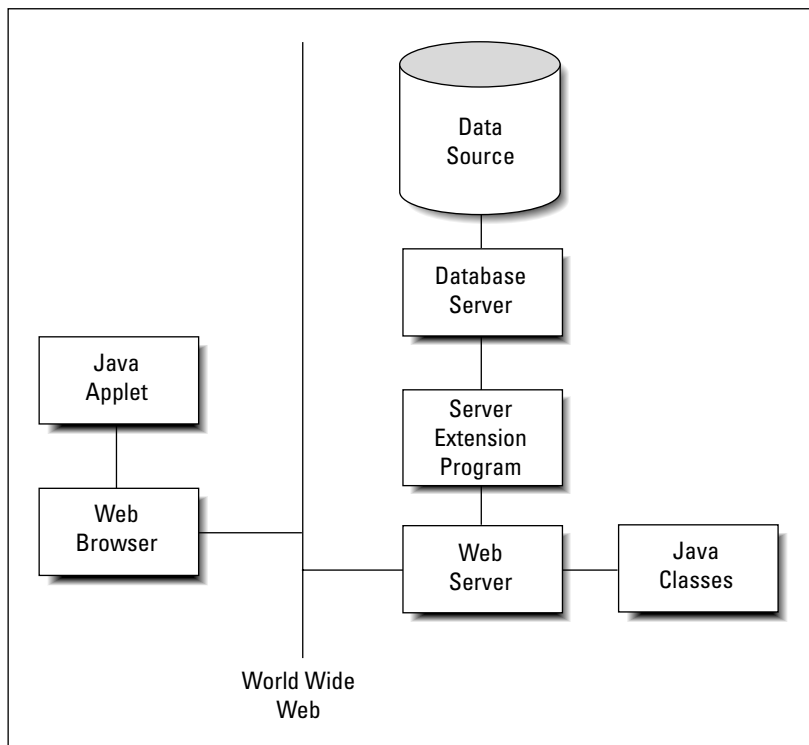 Data
Source
Database
Server
Java
Applet
Server
Extension
Program
Web
Browser
Web
Server
Java
Classes
World Wide
Web